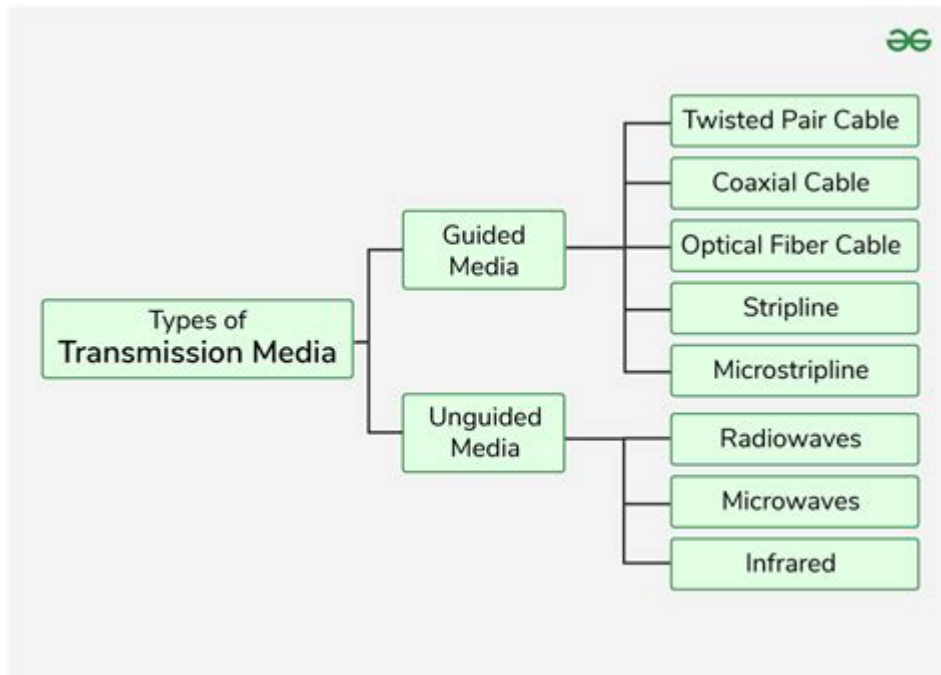 Types of
Transmission Media
Guided
Media
Twisted Pair Cable
Coaxial Cable
Optical Fiber Cable
Stripline
Microstripline
Unguided
Media
Radiowaves
Microwaves
Infrared